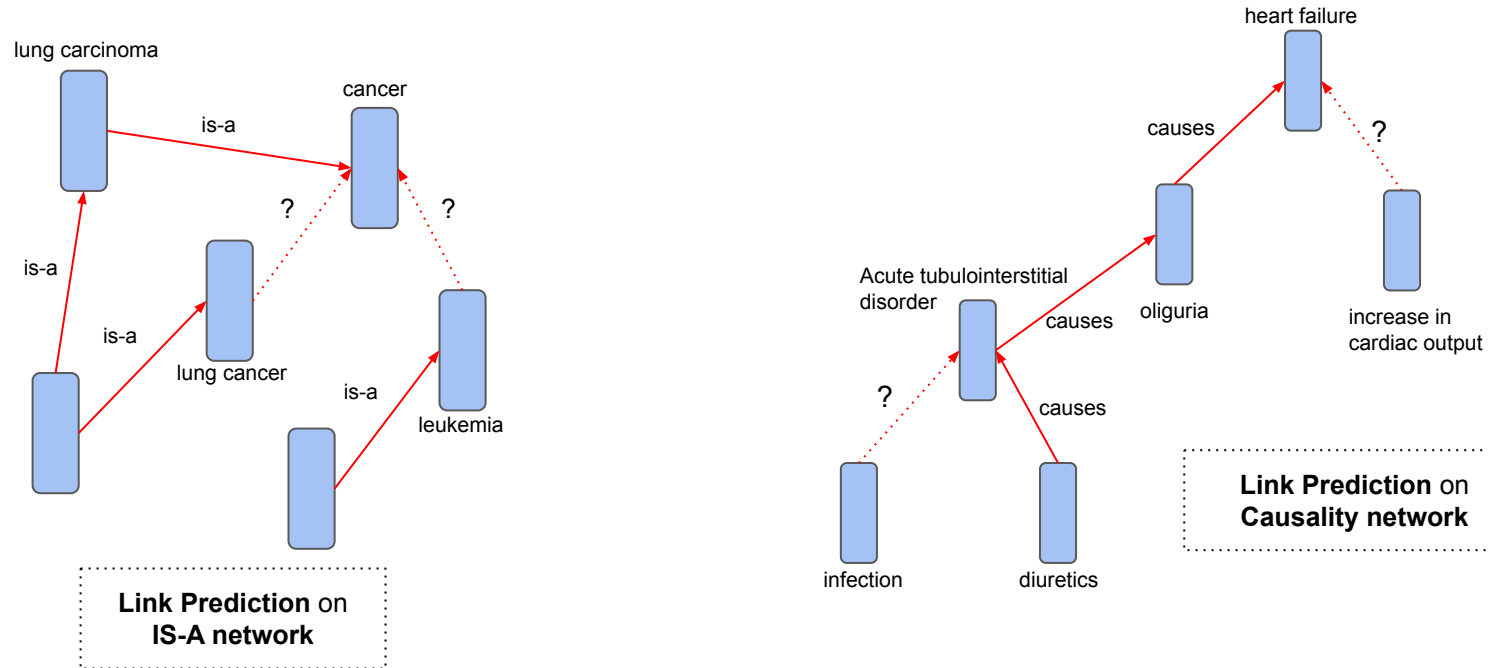 lung carcinoma
cancer
is-a
?
?
is-a
is-a
lung cancer
is-a
leukemia
Link Prediction on
IS-A network
heart failure
causes
?
Acute tubulointerstitial
disorder
oliguria
causes
increase in
cardiac output
?
causes
infection
diuretics
Link Prediction on
Causality network